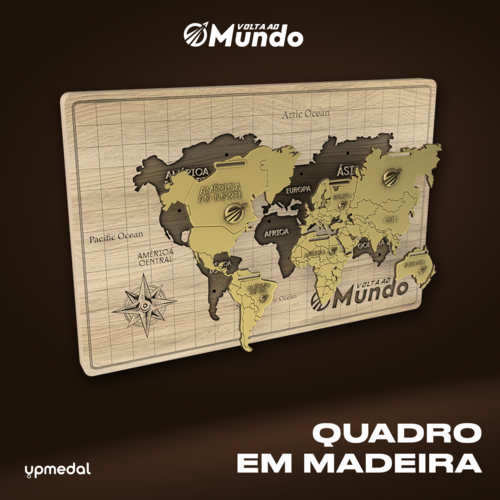 VOLTA AO
Mundo
Artic Ocean
AMÉRICA
AMÉRICA
DO NORTE
EUROPA
ÁSI
ÁFRICA
Pacific Ocean
AMÉRICA
CENTRAL
Ocean
VOLTA AO
Mundo
QUADRO
EM MADEIRA
upmedal